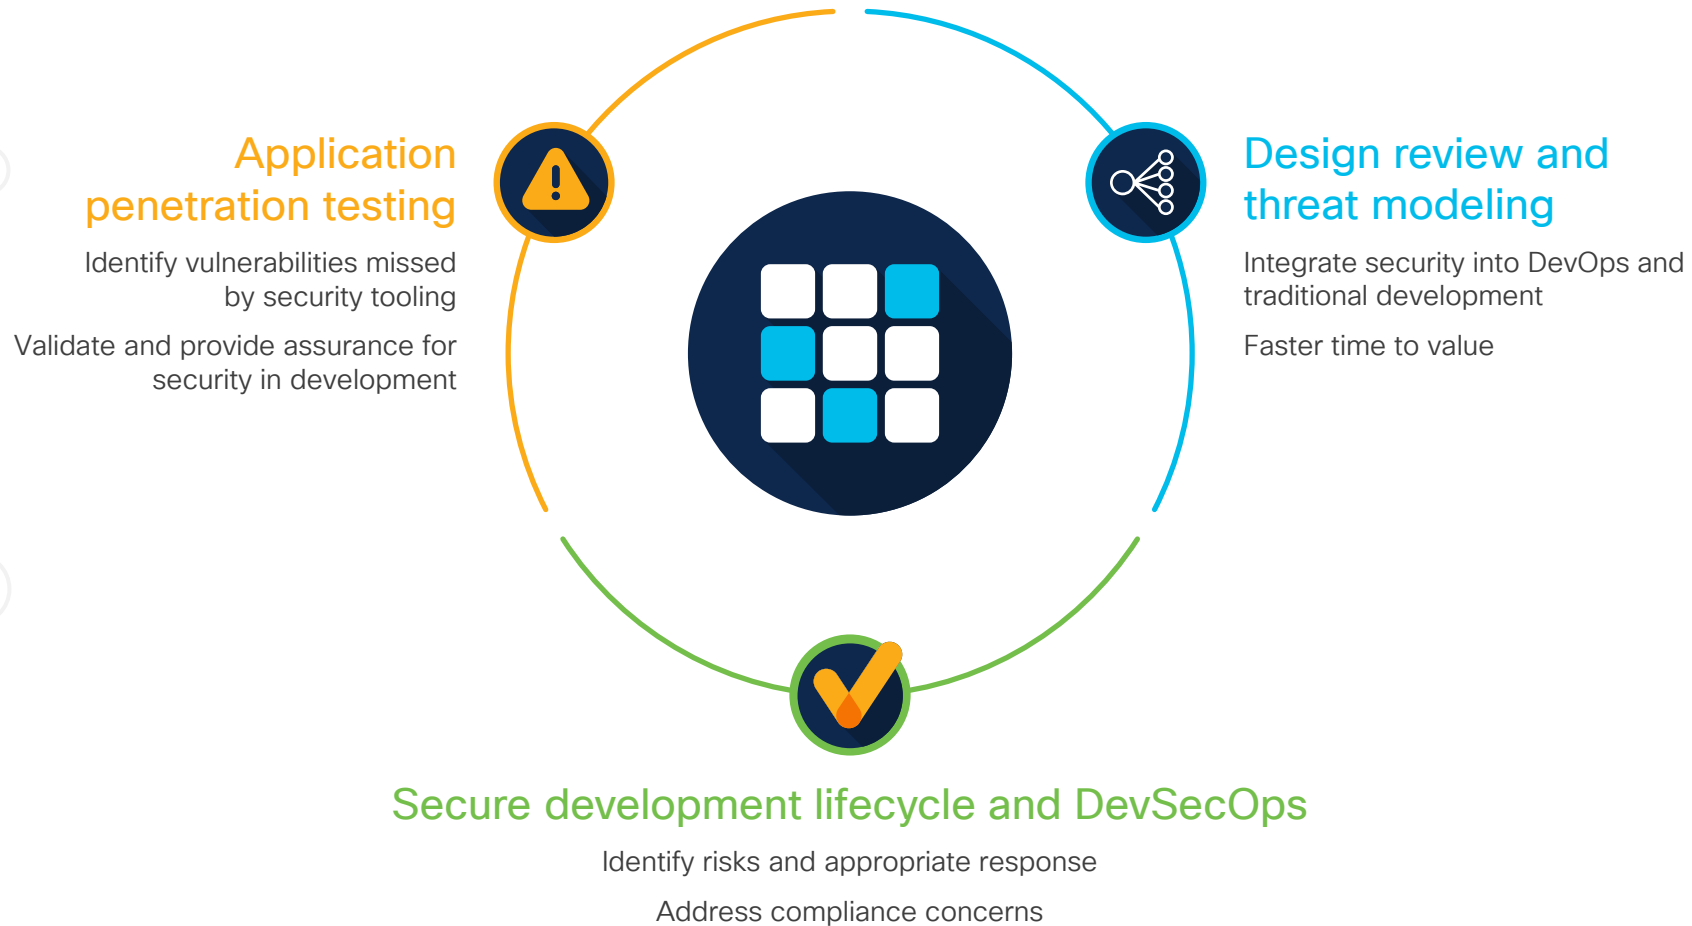 Application
penetration testing
Identify vulnerabilities missed
by security tooling
Validate and provide assurance for
security in development
Design review and
threat modeling
Integrate security into DevOps and
traditional development
Faster time to value
Secure development lifecycle and DevSecOps
Identify risks and appropriate response
Address compliance concerns